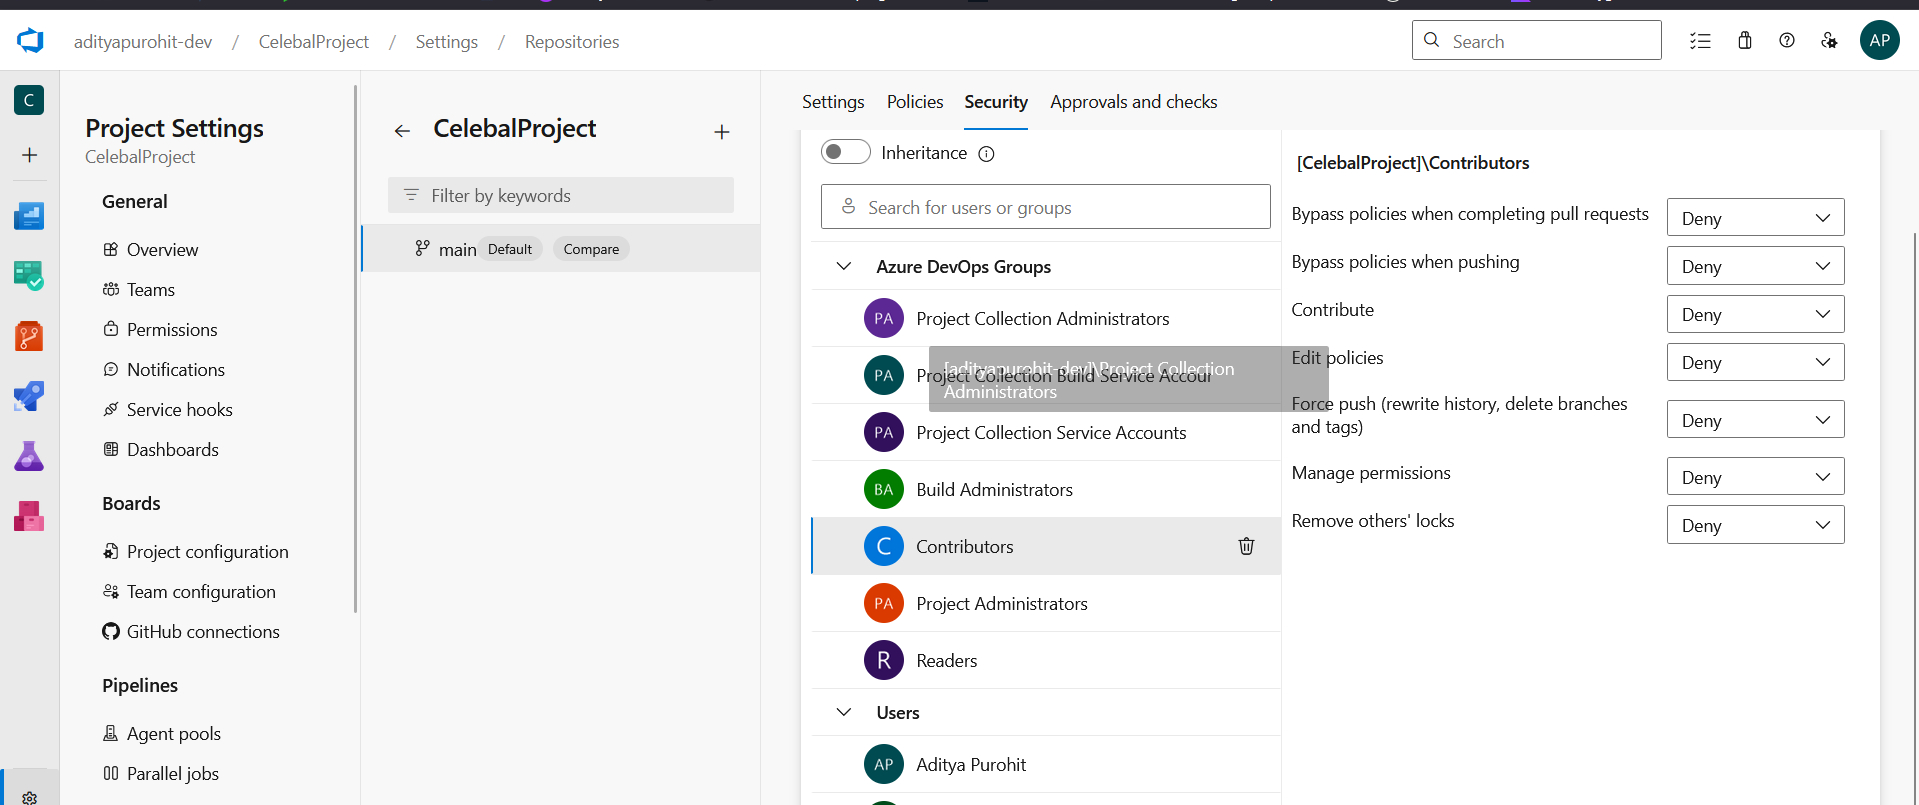 adityapurohit-dev / CelebalProject / Settings / Repositories
Search
AP
C
Project Settings
CelebalProject
General
Overview
Teams
Permissions
Notifications
Service hooks
Dashboards
Boards
Project configuration
Team configuration
GitHub connections
Pipelines
Agent pools
Parallel jobs
CelebalProject
Filter by keywords
main Default Compare
Settings Policies Security Approvals and checks
Inheritance
Search for users or groups
Azure DevOps Groups
PA Project Collection Administrators
[adityapurohit-dev]\Project Collection
Administrators
PA Project Collection Build Service Accour
PA Project Collection Service Accounts
BA Build Administrators
C Contributors
PA Project Administrators
R Readers
Users
AP Aditya Purohit
[CelebalProject]\Contributors
Bypass policies when completing pull requests Deny
Bypass policies when pushing Deny
Contribute Deny
Edit policies Deny
Force push (rewrite history, delete branches
and tags) Deny
Manage permissions Deny
Remove others' locks Deny